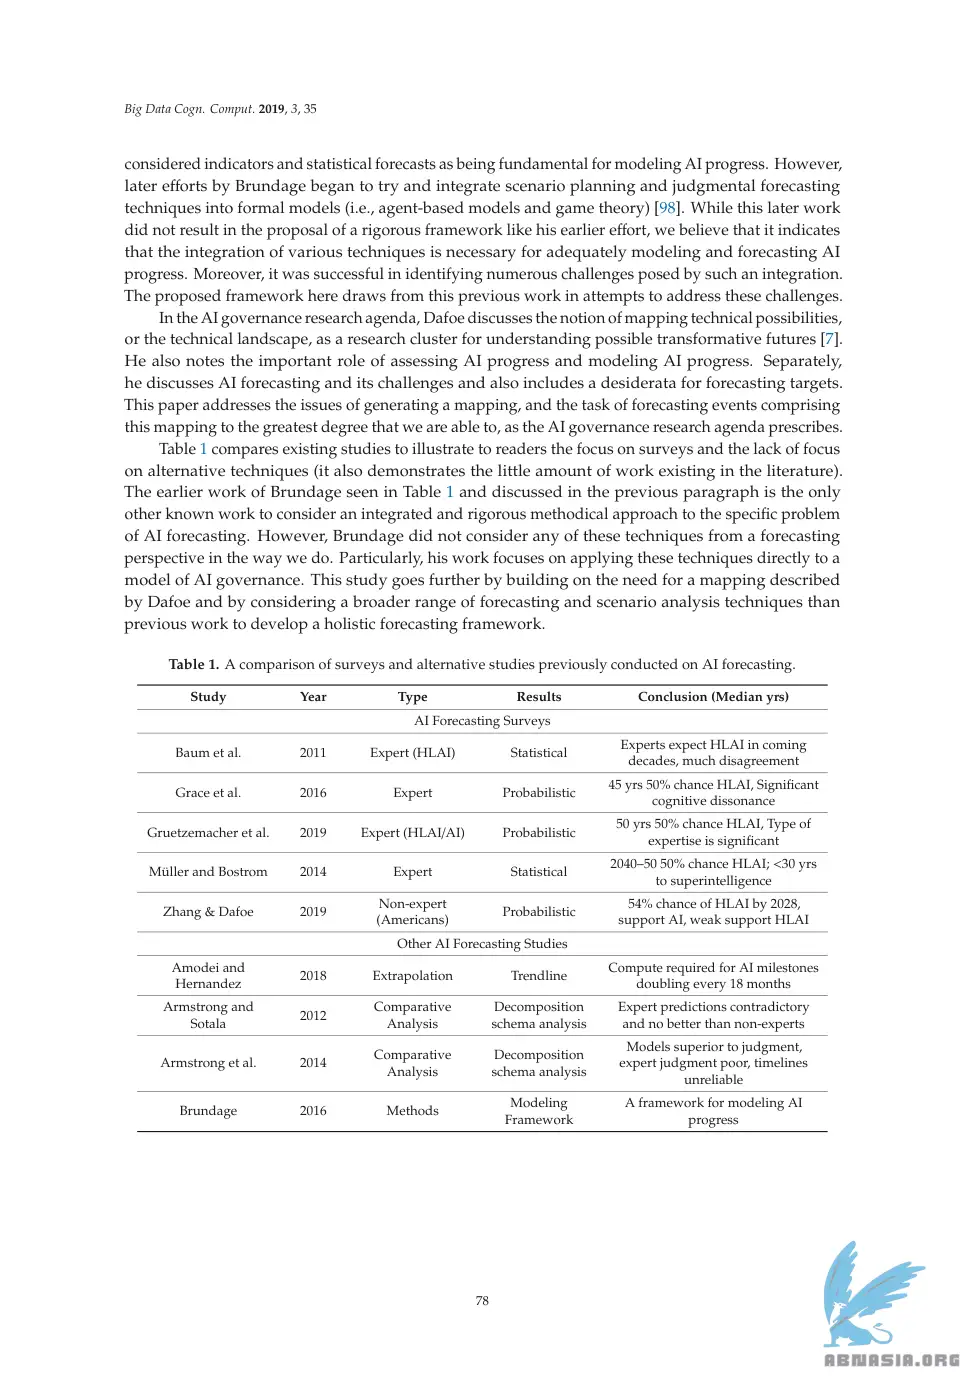 Big Data Cogn. Comput. 2019, 3, 35
considered indicators and statistical forecasts as being fundamental for modeling AI progress. However,
later efforts by Brundage began to try and integrate scenario planning and judgmental forecasting
techniques into formal models (i.e., agent-based models and game theory) [98]. While this later work
did not result in the proposal of a rigorous framework like his earlier effort, we believe that it indicates
that the integration of various techniques is necessary for adequately modeling and forecasting AI
progress. Moreover, it was successful in identifying numerous challenges posed by such an integration.
The proposed framework here draws from this previous work in attempts to address these challenges.
In the AI governance research agenda, Dafoe discusses the notion of mapping technical possibilities,
or the technical landscape, as a research cluster for understanding possible transformative futures [7].
He also notes the important role of assessing AI progress and modeling AI progress. Separately,
he discusses AI forecasting and its challenges and also includes a desiderata for forecasting targets.
This paper addresses the issues of generating a mapping, and the task of forecasting events comprising
this mapping to the greatest degree that we are able to, as the AI governance research agenda prescribes.
Table 1 compares existing studies to illustrate to readers the focus on surveys and the lack of focus
on alternative techniques (it also demonstrates the little amount of work existing in the literature).
The earlier work of Brundage seen in Table 1 and discussed in the previous paragraph is the only
other known work to consider an integrated and rigorous methodical approach to the specific problem
of AI forecasting. However, Brundage did not consider any of these techniques from a forecasting
perspective in the way we do. Particularly, his work focuses on applying these techniques directly to a
model of AI governance. This study goes further by building on the need for a mapping described
by Dafoe and by considering a broader range of forecasting and scenario analysis techniques than
previous work to develop a holistic forecasting framework.
Table 1. A comparison of surveys and alternative studies previously conducted on AI forecasting.
Study Year Type Results Conclusion (Median yrs)
AI Forecasting Surveys
Baum et al. 2011 Expert (HLAI) Statistical Experts expect HLAI in coming
decades, much disagreement
Grace et al. 2016 Expert Probabilistic 45 yrs 50% chance HLAI, Significant
cognitive dissonance
Gruetzemacher et al. 2019 Expert (HLAI/AI) Probabilistic 50 yrs 50% chance HLAI, Type of
expertise is significant
Müller and Bostrom 2014 Expert Statistical 2040–50 50% chance HLAI; <30 yrs
to superintelligence
Zhang & Dafoe 2019 Non-expert
(Americans) Probabilistic 54% chance of HLAI by 2028,
support AI, weak support HLAI
Other AI Forecasting Studies
Amodei and
Hernandez 2018 Extrapolation Trendline Compute required for AI milestones
doubling every 18 months
Armstrong and
Sotala 2012 Comparative
Analysis Decomposition
schema analysis Expert predictions contradictory
and no better than non-experts
Armstrong et al. 2014 Comparative
Analysis Decomposition
schema analysis Models superior to judgment,
expert judgment poor, timelines
unreliable
Brundage 2016 Methods Modeling
Framework A framework for modeling AI
progress
78
ABNASIA.ORG